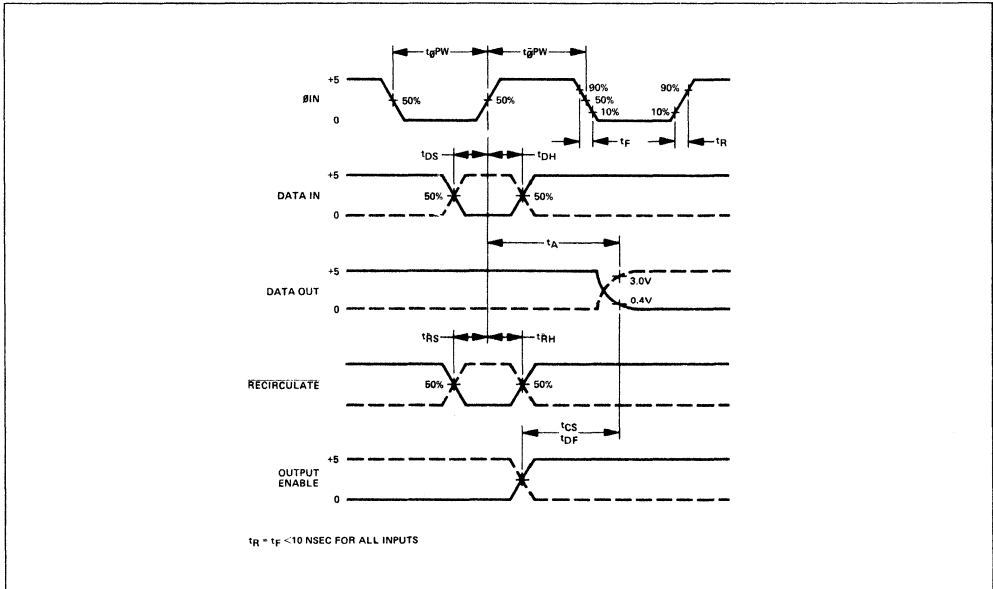 tøPW
tø̄PW
+5
ØIN
0
50%
50%
90%
50%
10%
90%
10%
tF
tR
tDS
tDH
+5
DATA IN
0
50%
50%
tA
+5
DATA OUT
0
3.0V
0.4V
tRS
tRH
RECIRCULATE
50%
50%
tCS
tDF
+5
OUTPUT
ENABLE
0
tR = tF <10 NSEC FOR ALL INPUTS